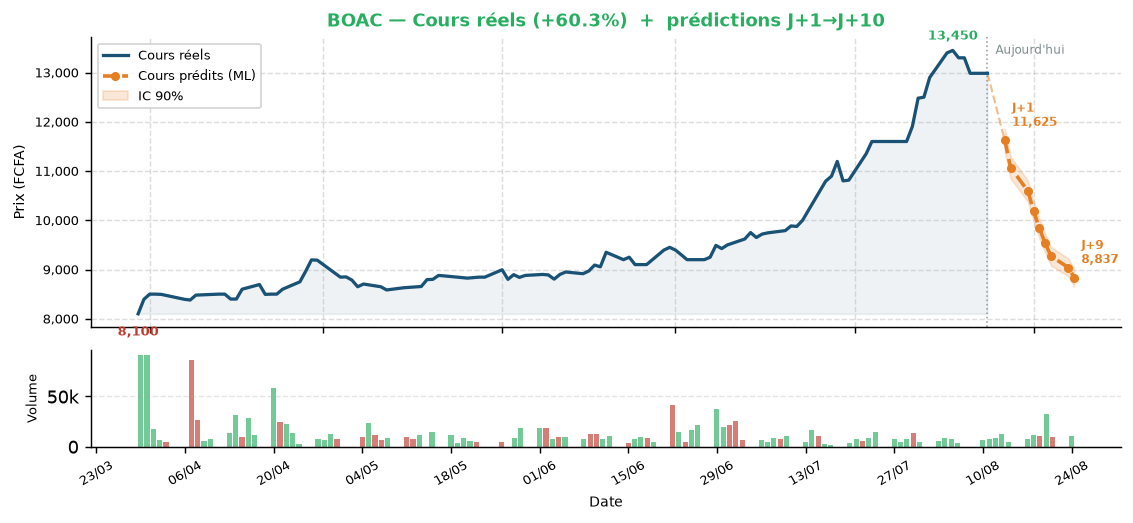 BOAC — Cours réels (+60.3%)  +  prédictions J+1→J+10
Cours réels
Cours prédits (ML)
IC 90%
13,450
Aujourd'hui
J+1
11,625
J+9
8,837
8,100
Prix (FCFA)
13,000
12,000
11,000
10,000
9,000
8,000
Volume
50k
0
23/03
06/04
20/04
04/05
18/05
01/06
15/06
29/06
13/07
27/07
10/08
24/08
Date